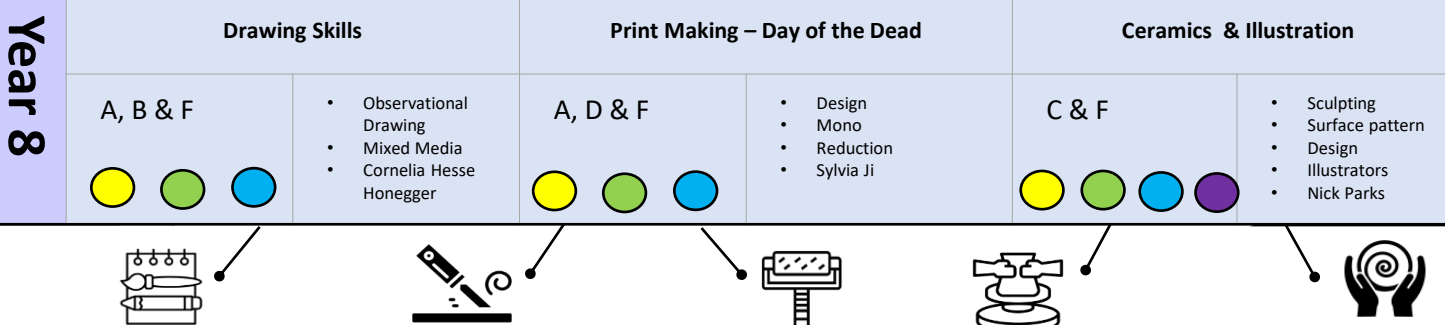 Year 8
Drawing Skills
A, B & F
• Observational
Drawing
• Mixed Media
• Cornelia Hesse
Honegger
Print Making – Day of the Dead
A, D & F
• Design
• Mono
• Reduction
• Sylvia Ji
Ceramics & Illustration
C & F
• Sculpting
• Surface pattern
• Design
• Illustrators
• Nick Parks